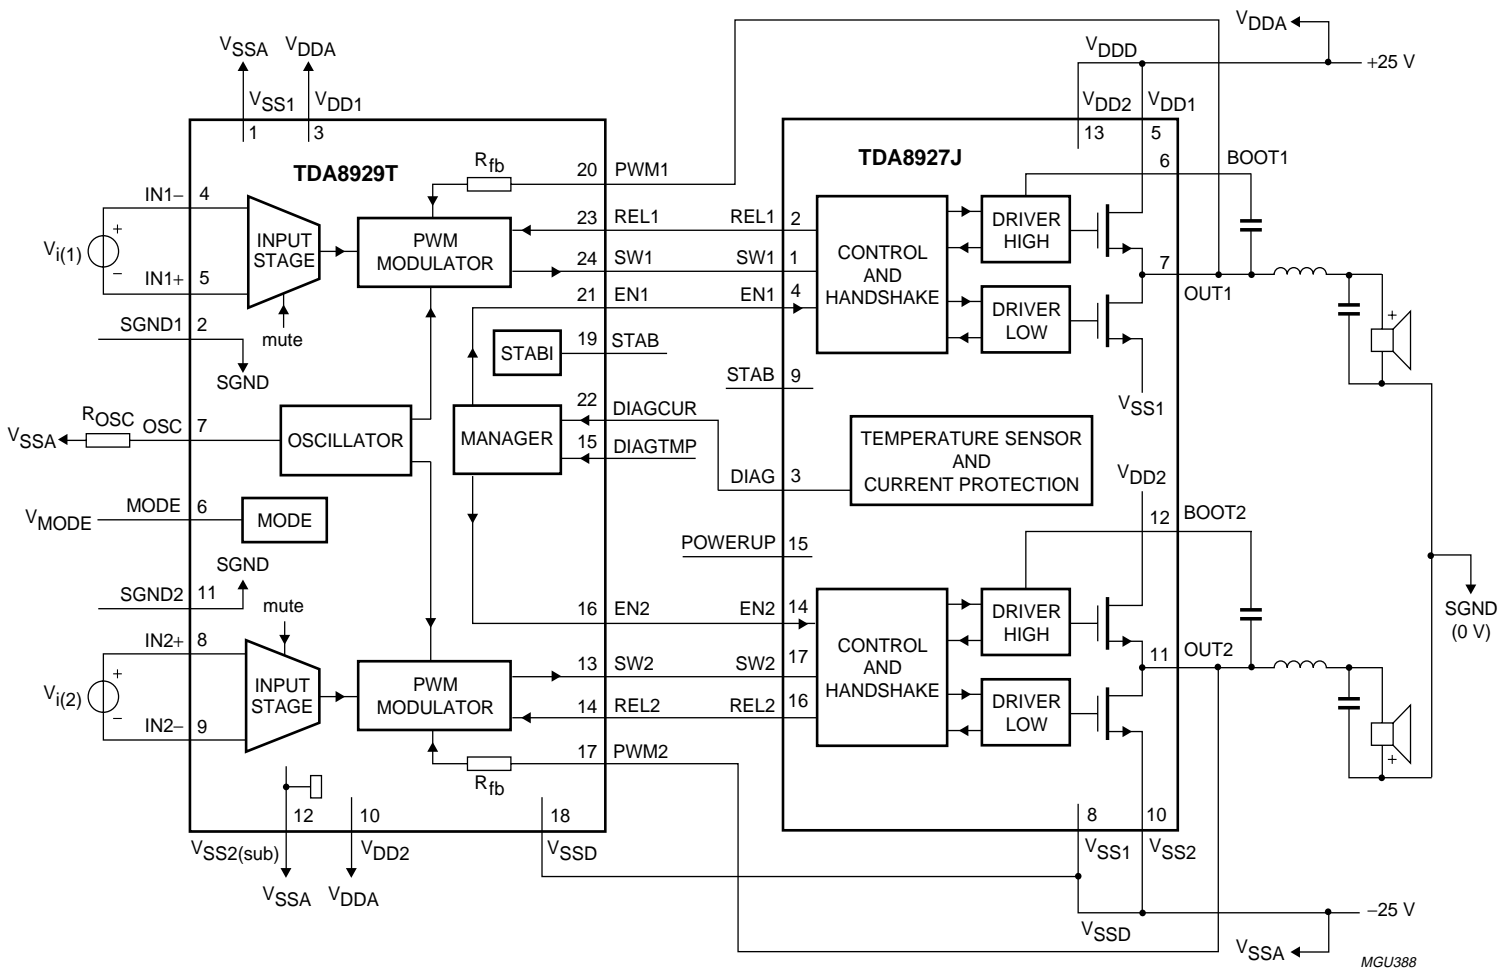 VDDA
+25 V
VDDD
VSSA VDDA
VSS1 VDD1
1 3
VDD2 VDD1
13 5
TDA8929T
TDA8927J
Rfb
20 PWM1
6 BOOT1
IN1− 4
Vi(1)
+
−
IN1+ 5
INPUT
STAGE
mute
PWM
MODULATOR
23 REL1
24 SW1
21 EN1
REL1 2
SW1 1
EN1 4
CONTROL
AND
HANDSHAKE
DRIVER
HIGH
DRIVER
LOW
7
OUT1
+
VSS1
SGND1 2
SGND
STABI
19 STAB
STAB 9
ROSC
VSSA
OSC 7
OSCILLATOR
MANAGER
22 DIAGCUR
15 DIAGTMP
DIAG 3
TEMPERATURE SENSOR
AND
CURRENT PROTECTION
VDD2
VMODE
MODE 6
MODE
12 BOOT2
POWERUP 15
SGND
SGND2 11
mute
16 EN2
EN2 14
IN2+ 8
Vi(2)
+
−
IN2− 9
INPUT
STAGE
PWM
MODULATOR
13 SW2
14 REL2
17 PWM2
Rfb
SW2 17
REL2 16
CONTROL
AND
HANDSHAKE
DRIVER
HIGH
DRIVER
LOW
11 OUT2
+
SGND
(0 V)
12 10 18
VSS2(sub) VDD2 VSSD
VSSA VDDA
8 10
VSS1 VSS2
VSSD
−25 V
VSSA
MGU388